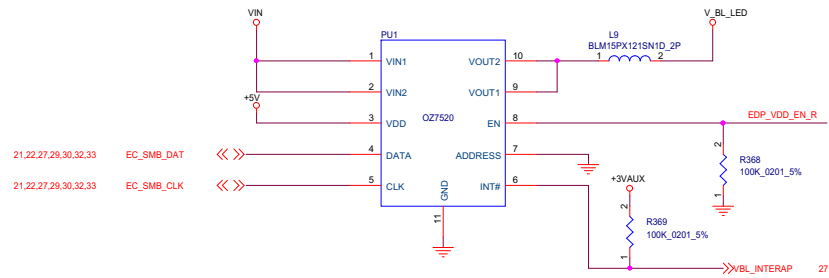 VIN
V_BL_LED
PU1
L9
BLM15PX121SN1D_2P
1
VIN1
VOUT2
10
1
2
2
VIN2
VOUT1
9
+5V
OZ7520
EDP_VDD_EN_R
3
VDD
EN
8
21,22,27,29,30,32,33
EC_SMB_DAT
4
DATA
ADDRESS
7
2
R368
100K_0201_5%
1
21,22,27,29,30,32,33
EC_SMB_CLK
5
CLK
INT#
6
+3VAUX
GND
11
2
R369
100K_0201_5%
1
VBL_INTERAP
27